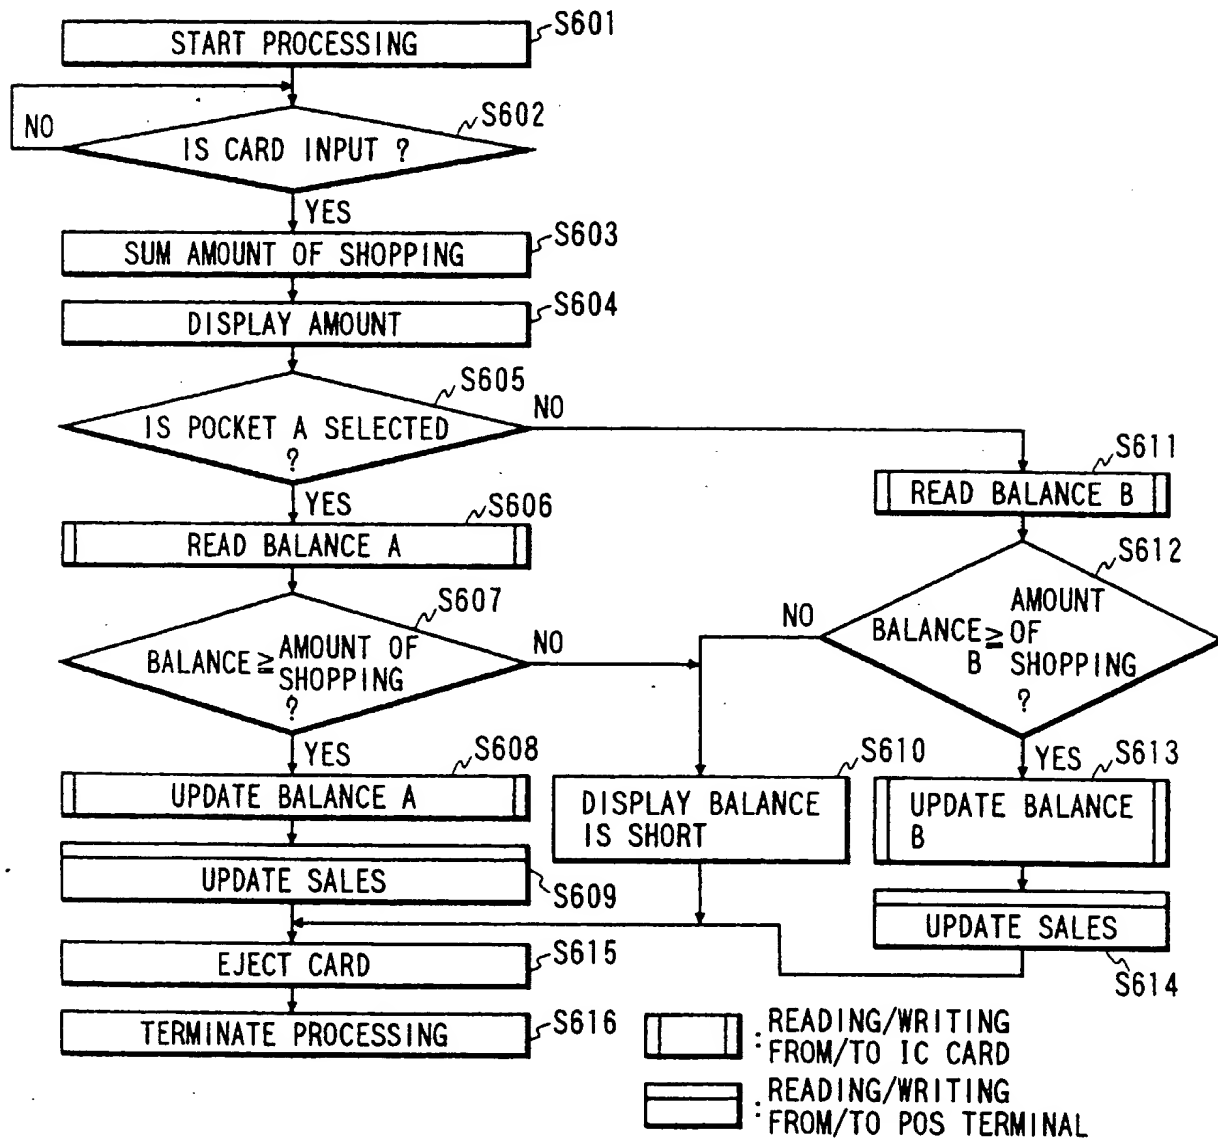 START PROCESSING
S601
NO
IS CARD INPUT ?
S602
YES
SUM AMOUNT OF SHOPPING
S603
DISPLAY AMOUNT
S604
IS POCKET A SELECTED
?
S605
NO
YES
READ BALANCE A
S606
BALANCE ≧ AMOUNT OF
SHOPPING
?
S607
NO
YES
UPDATE BALANCE A
S608
UPDATE SALES
S609
DISPLAY BALANCE
IS SHORT
S610
READ BALANCE B
S611
BALANCE
B
≧
AMOUNT
OF
SHOPPING
?
S612
NO
YES
UPDATE BALANCE
B
S613
UPDATE SALES
S614
EJECT CARD
S615
TERMINATE PROCESSING
S616
: READING/WRITING
FROM/TO IC CARD
: READING/WRITING
FROM/TO POS TERMINAL